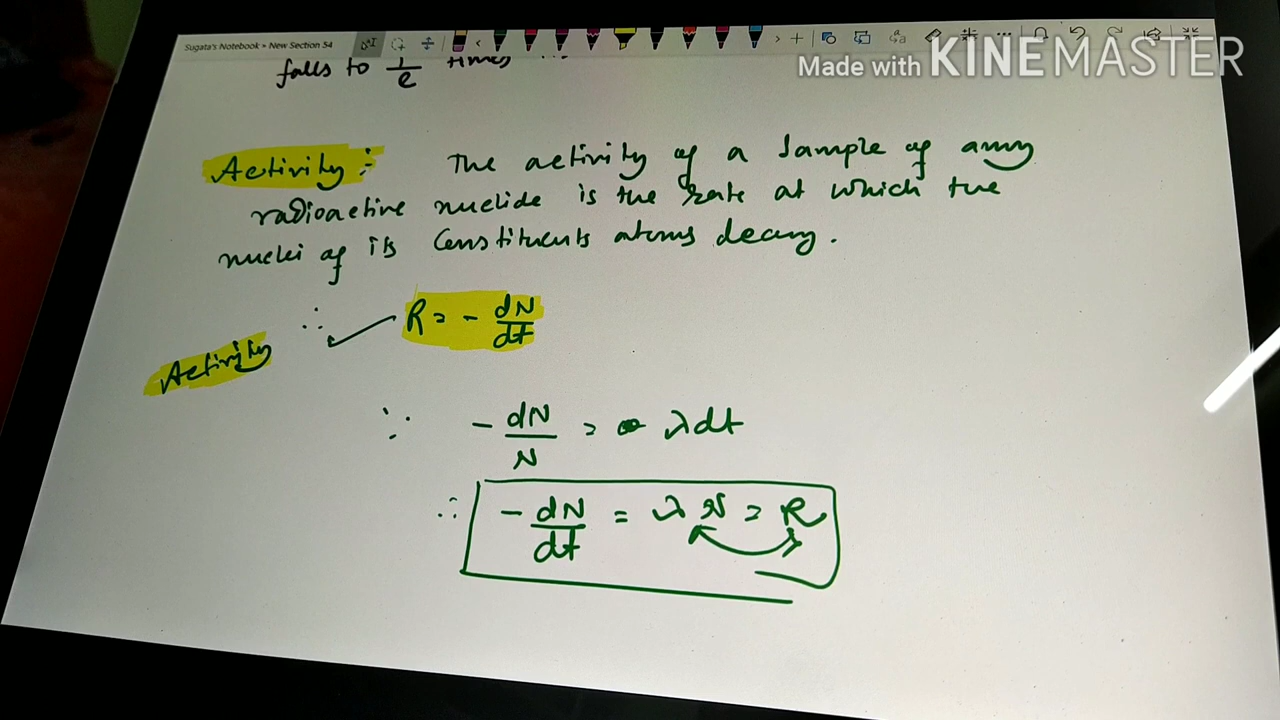 Sugata's Notebook > New Section 54
Made with KINEMASTER
falls to 1/e times
Activity :- The activity of a sample of any
radioactive nuclide is the rate at which the
nuclei of its constituents atoms decay.
∴ R = - dN/dt
Activity
∵ - dN/N = λdt
∴ - dN/dt = λN = R